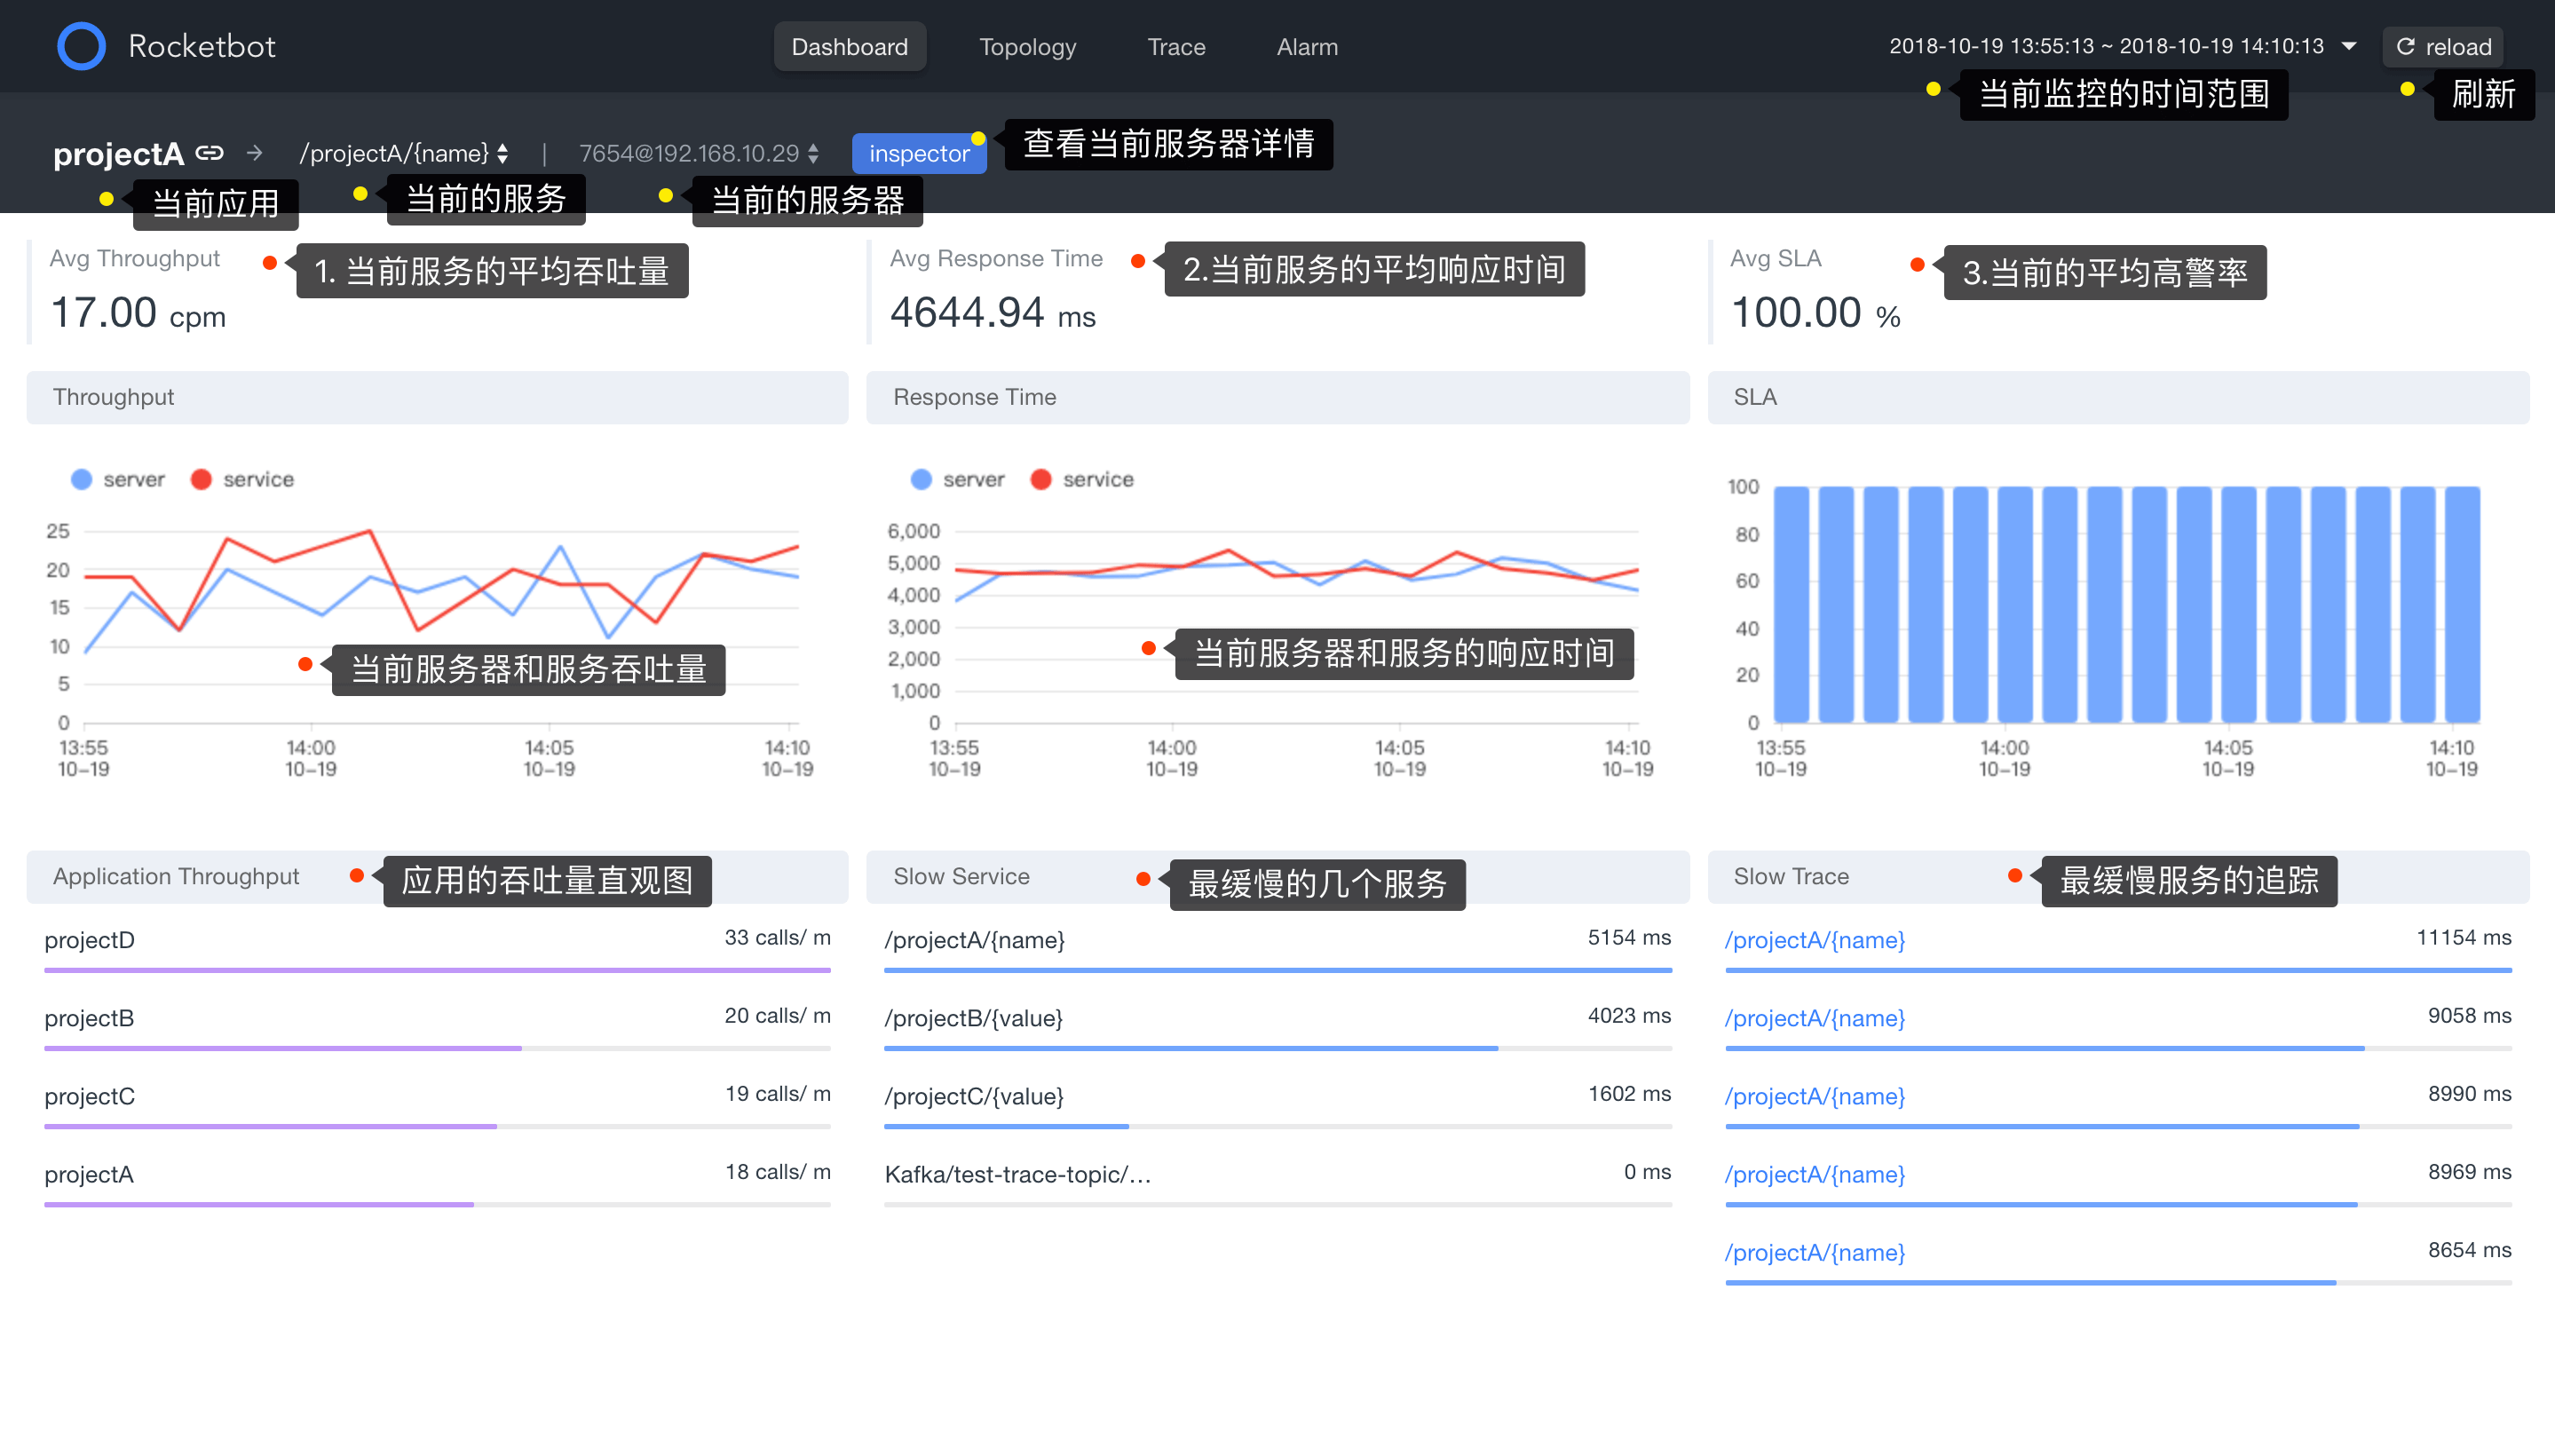 Rocketbot
Dashboard
Topology
Trace
Alarm
2018-10-19 13:55:13 ~ 2018-10-19 14:10:13
reload
当前监控的时间范围
刷新
projectA
/projectA/{name}
|
7654@192.168.10.29
inspector
查看当前服务器详情
当前应用
当前的服务
当前的服务器
Avg Throughput
1. 当前服务的平均吞吐量
17.00 cpm
Avg Response Time
2.当前服务的平均响应时间
4644.94 ms
Avg SLA
3.当前的平均高警率
100.00 %
Throughput
server
service
25
20
15
10
5
0
当前服务器和服务吞吐量
13:55
10-19
14:00
10-19
14:05
10-19
14:10
10-19
Response Time
server
service
6,000
5,000
4,000
3,000
2,000
1,000
0
当前服务器和服务的响应时间
13:55
10-19
14:00
10-19
14:05
10-19
14:10
10-19
SLA
100
80
60
40
20
0
13:55
10-19
14:00
10-19
14:05
10-19
14:10
10-19
Application Throughput
应用的吞吐量直观图
projectD
33 calls/ m
projectB
20 calls/ m
projectC
19 calls/ m
projectA
18 calls/ m
Slow Service
最缓慢的几个服务
/projectA/{name}
5154 ms
/projectB/{value}
4023 ms
/projectC/{value}
1602 ms
Kafka/test-trace-topic/...
0 ms
Slow Trace
最缓慢服务的追踪
/projectA/{name}
11154 ms
/projectA/{name}
9058 ms
/projectA/{name}
8990 ms
/projectA/{name}
8969 ms
/projectA/{name}
8654 ms